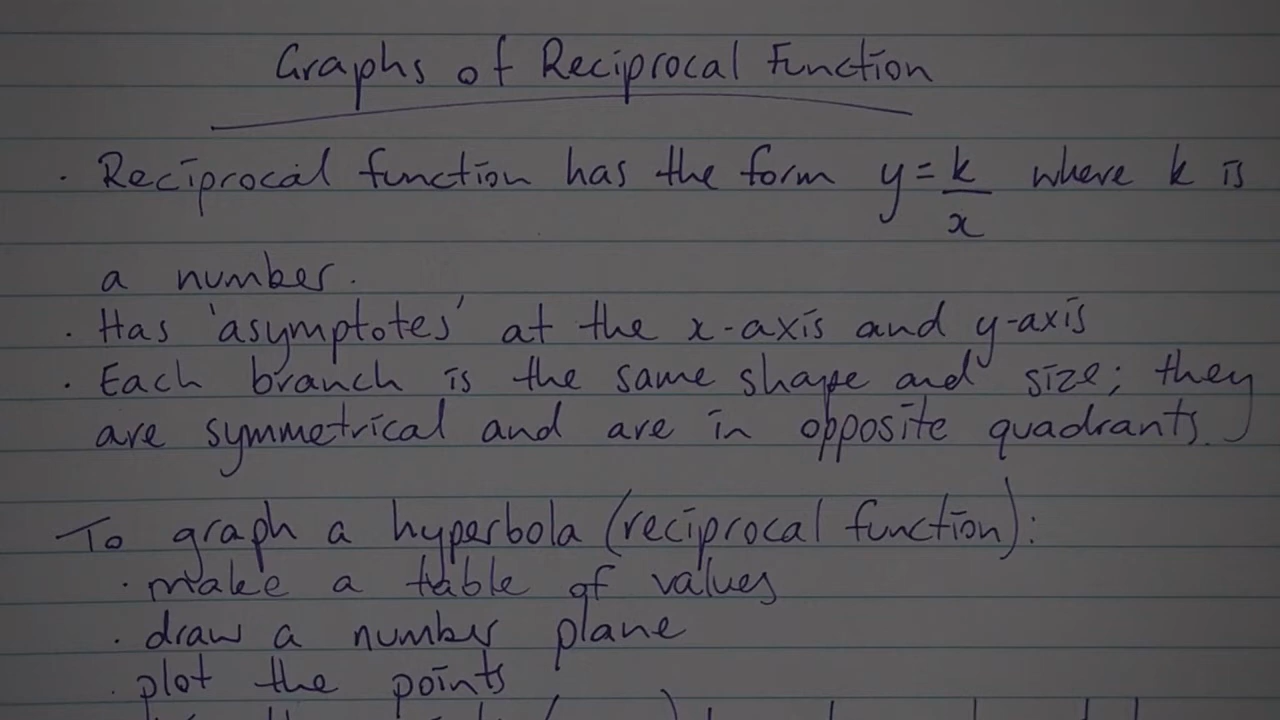 Graphs of Reciprocal Function
· Reciprocal function has the form y = k/x where k is
a number.
· Has 'asymptotes' at the x-axis and y-axis
· Each branch is the same shape and size; they
are symmetrical and are in opposite quadrants.
To graph a hyperbola (reciprocal function):
· make a table of values
· draw a number plane
· plot the points